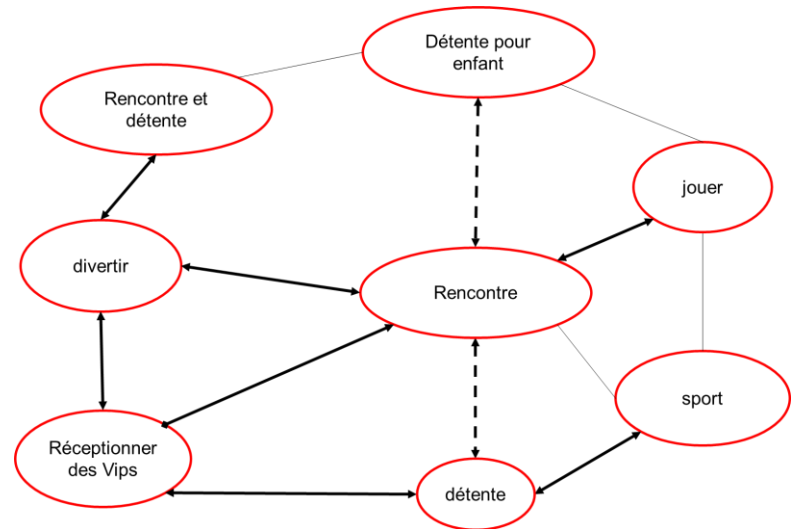 Détente pour
enfant
Rencontre et
détente
jouer
divertir
Rencontre
sport
Réceptionner
des Vips
détente